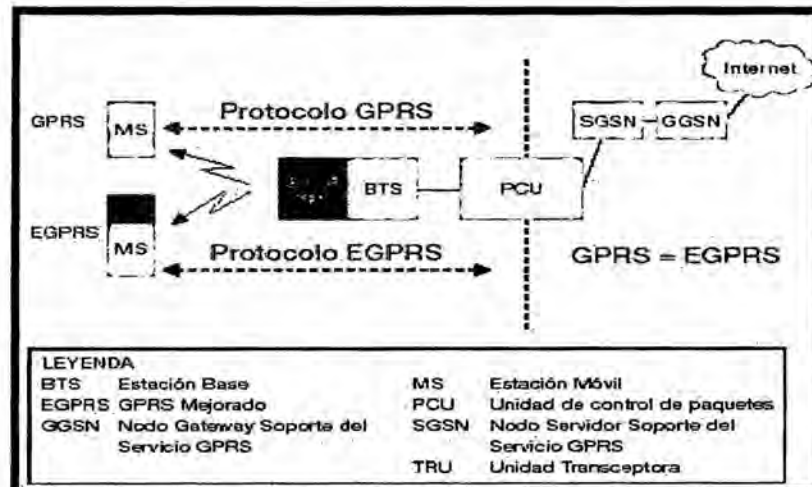 Internet
Protocolo GPRS
GPRS
MS
SGSN
GGSN
BTS
PCU
EGPRS
MS
Protocolo EGPRS
GPRS = EGPRS
LEYENDA
BTS Estación Base
EGPRS GPRS Mejorado
GGSN Nodo Gateway Soporte del
Servicio GPRS
MS Estación Móvil
PCU Unidad de control de paquetes
SGSN Nodo Servidor Soporte del
Servicio GPRS
TRU Unidad Transceptora